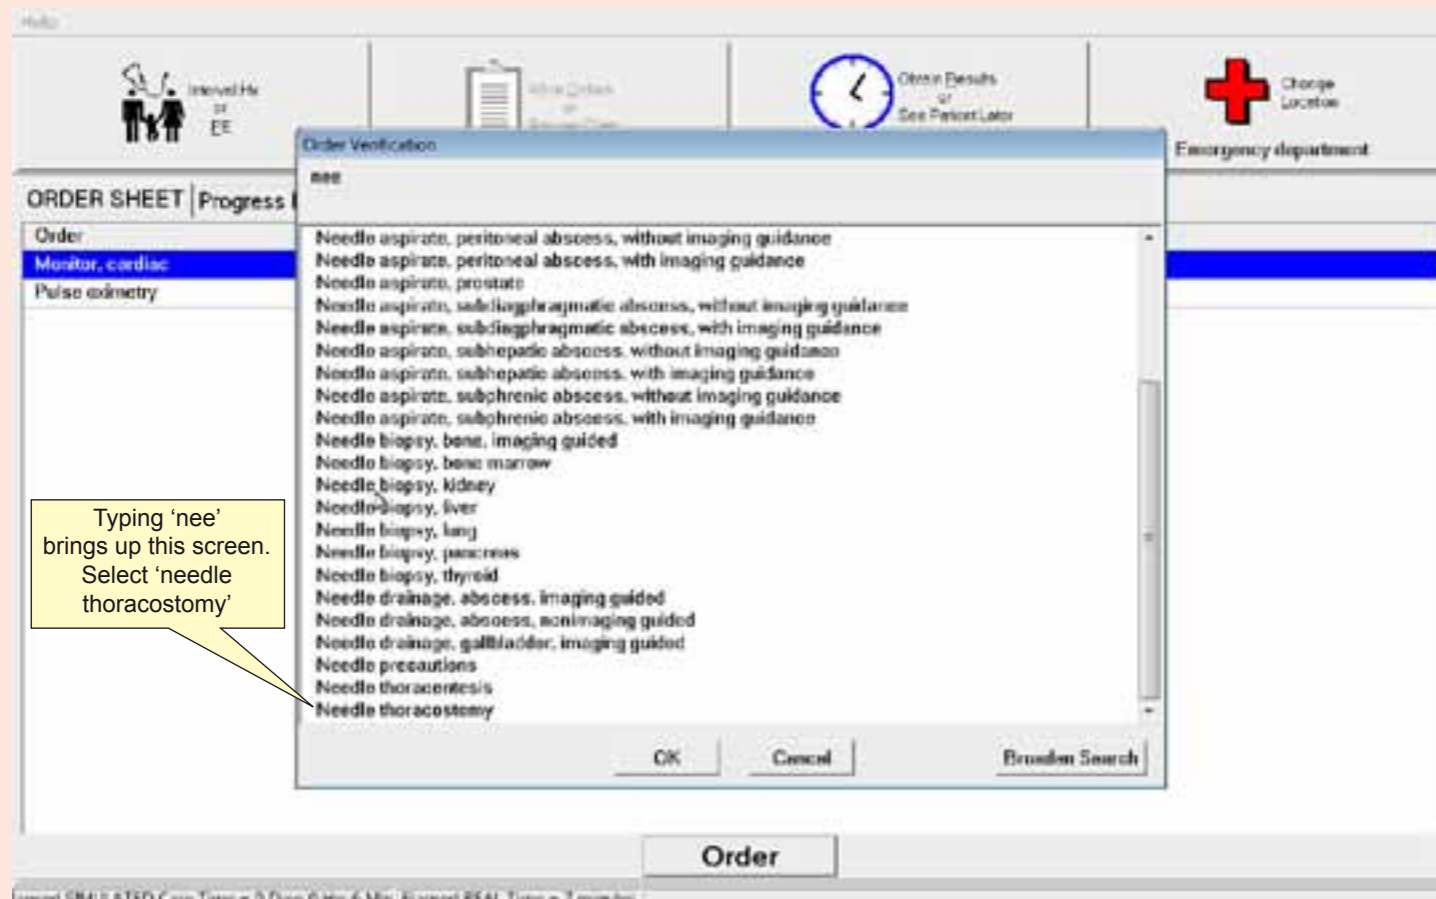 Help
Interval Hx
or
PE
Obtain Results
or
See Patient Later
Change
Location
Emergency department
Order Verification
nee
ORDER SHEET
Progress
Order
Monitor, cardiac
Pulse oximetry
Needle aspirate, peritoneal abscess, without imaging guidance
Needle aspirate, peritoneal abscess, with imaging guidance
Needle aspirate, prostate
Needle aspirate, subdiagphragmatic abscess, without imaging guidance
Needle aspirate, subdiagphragmatic abscess, with imaging guidance
Needle aspirate, subhepatic abscess, without imaging guidance
Needle aspirate, subhepatic abscess, with imaging guidance
Needle aspirate, subphrenic abscess, without imaging guidance
Needle aspirate, subphrenic abscess, with imaging guidance
Needle biopsy, bone, imaging guided
Needle biopsy, bone marrow
Needle biopsy, kidney
Needle biopsy, liver
Needle biopsy, lung
Needle biopsy, pancreas
Needle biopsy, thyroid
Needle drainage, abscess, imaging guided
Needle drainage, abscess, nonimaging guided
Needle drainage, gallbladder, imaging guided
Needle precautions
Needle thoracentesis
Needle thoracostomy
Typing ‘nee’
brings up this screen.
Select ‘needle
thoracostomy’
OK
Cancel
Broaden Search
Order